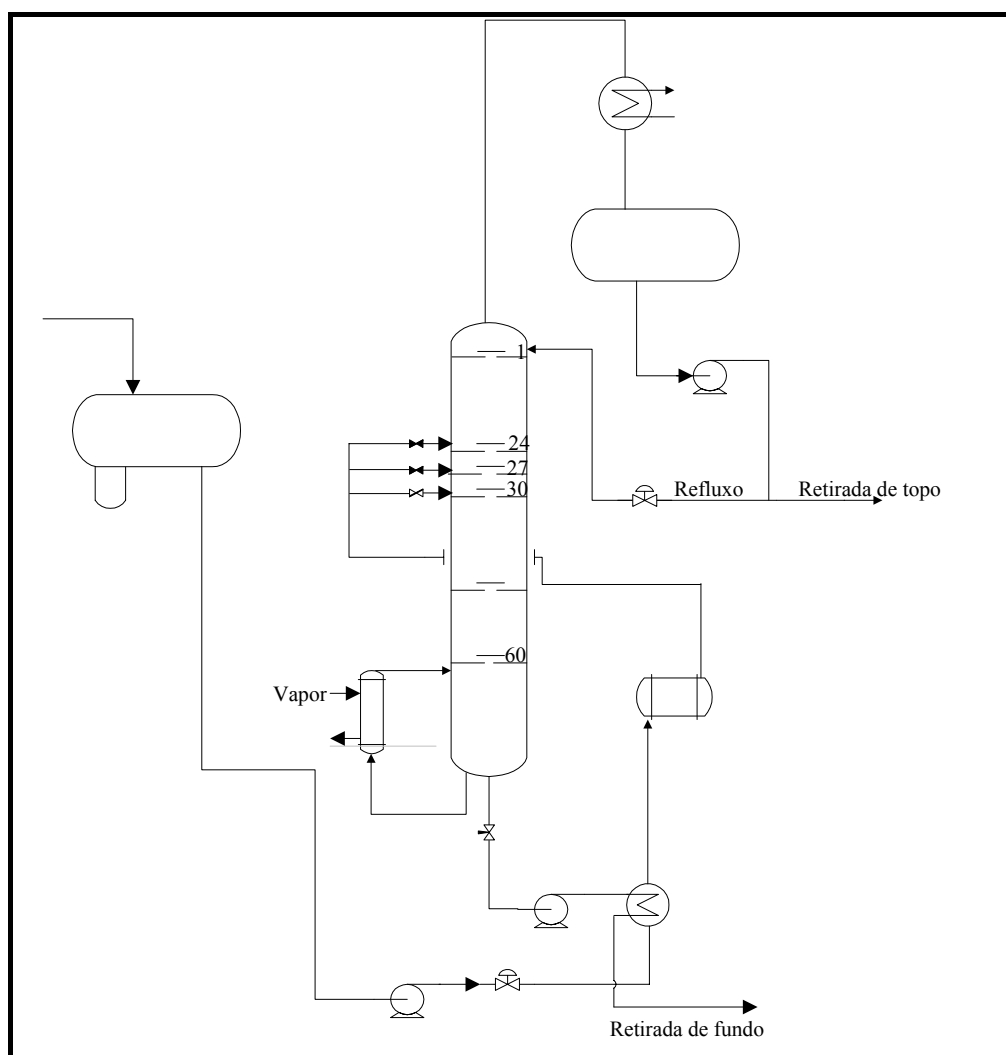 1
24
27
30
Refluxo
Retirada de topo
60
Vapor
Retirada de fundo